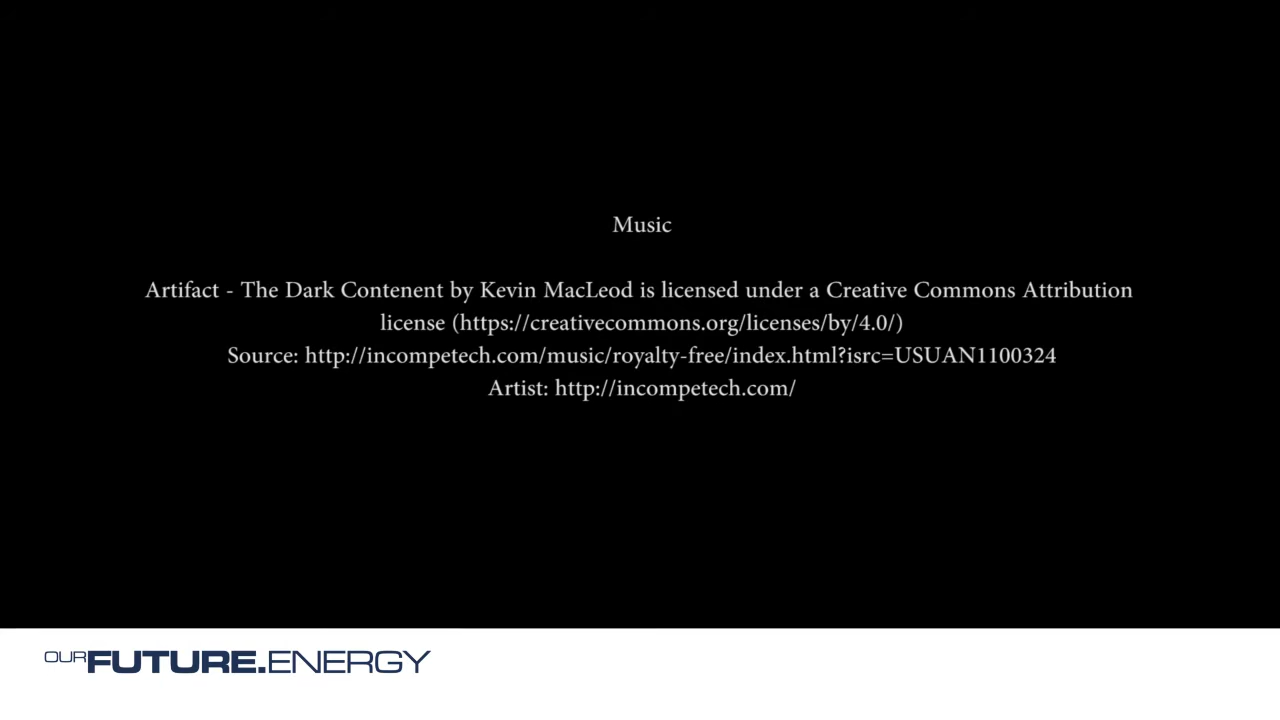 Music
Artifact - The Dark Contenent by Kevin MacLeod is licensed under a Creative Commons Attribution
license (https://creativecommons.org/licenses/by/4.0/)
Source: http://incompetech.com/music/royalty-free/index.html?isrc=USUAN1100324
Artist: http://incompetech.com/
OURFUTURE.ENERGY